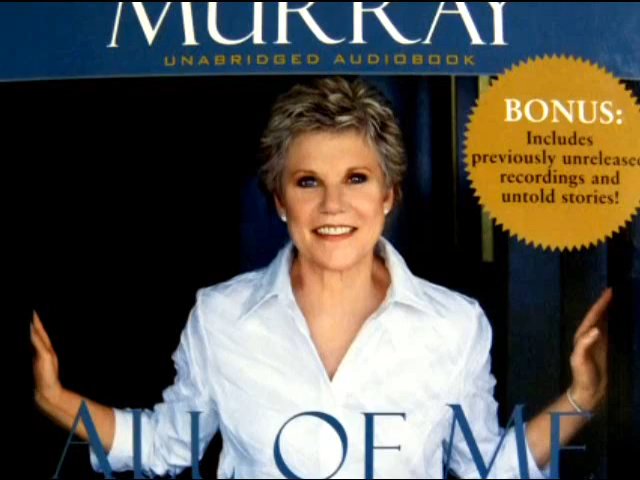 MURRAY
UNABRIDGED AUDIOBOOK
BONUS:
Includes
previously unreleased
recordings and
untold stories!
ALL OF ME